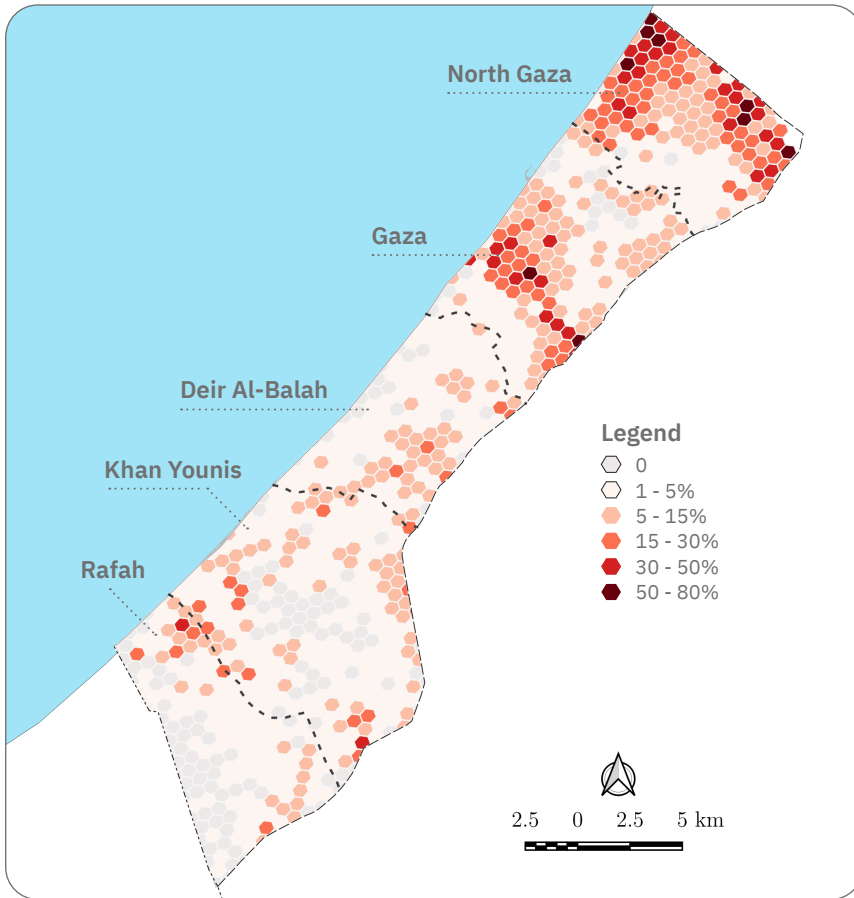 North Gaza
Gaza
Deir Al-Balah
Khan Younis
Rafah
Legend
0
1 - 5%
5 - 15%
15 - 30%
30 - 50%
50 - 80%
2.5 0 2.5 5 km